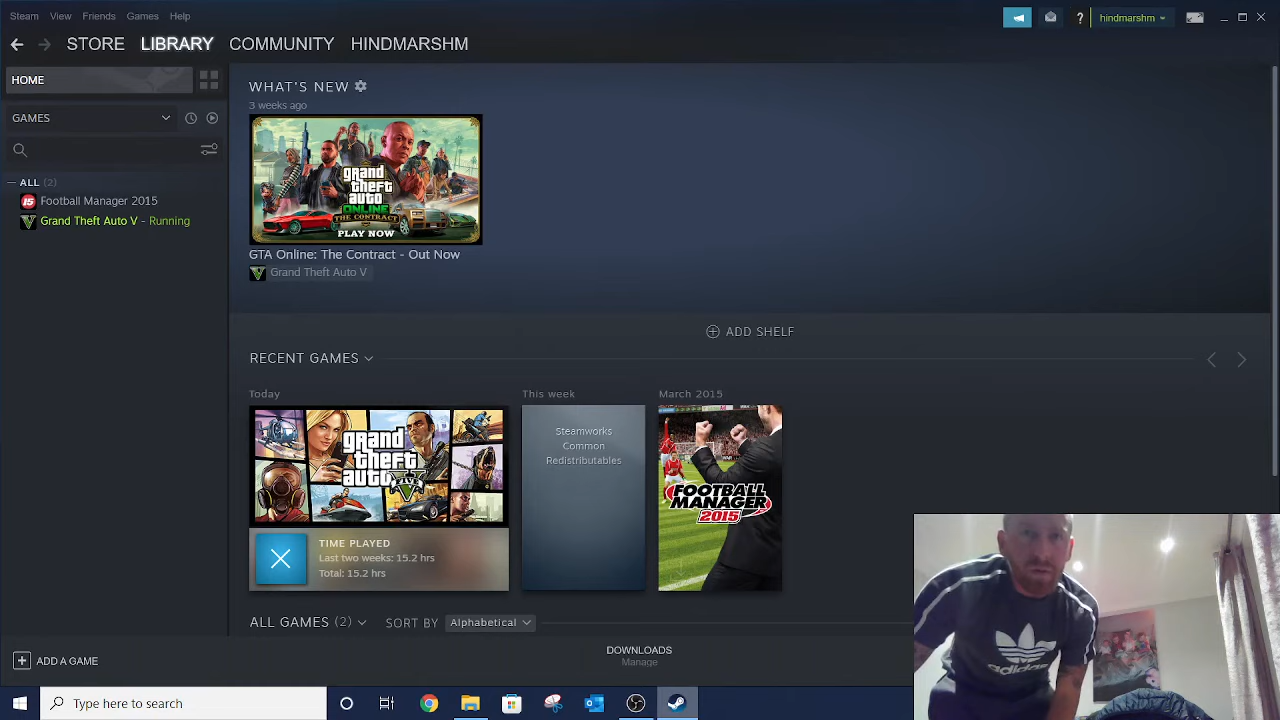 Steam View Friends Games Help
hindmarshm
STORE LIBRARY COMMUNITY HINDMARSHM
HOME
GAMES
ALL (2)
15 Football Manager 2015
Grand Theft Auto V - Running
WHAT'S NEW
3 weeks ago
grand
theft
auto
ONLINE
THE CONTRACT
PLAY NOW
GTA Online: The Contract - Out Now
Grand Theft Auto V
ADD SHELF
RECENT GAMES
Today
grand
theft
auto
FIVE
TIME PLAYED
Last two weeks: 15.2 hrs
Total: 15.2 hrs
This week
Steamworks
Common
Redistributables
March 2015
FOOTBALL
MANAGER
2015
ALL GAMES (2) SORT BY Alphabetical
ADD A GAME
DOWNLOADS
Manage
adidas
Type here to search